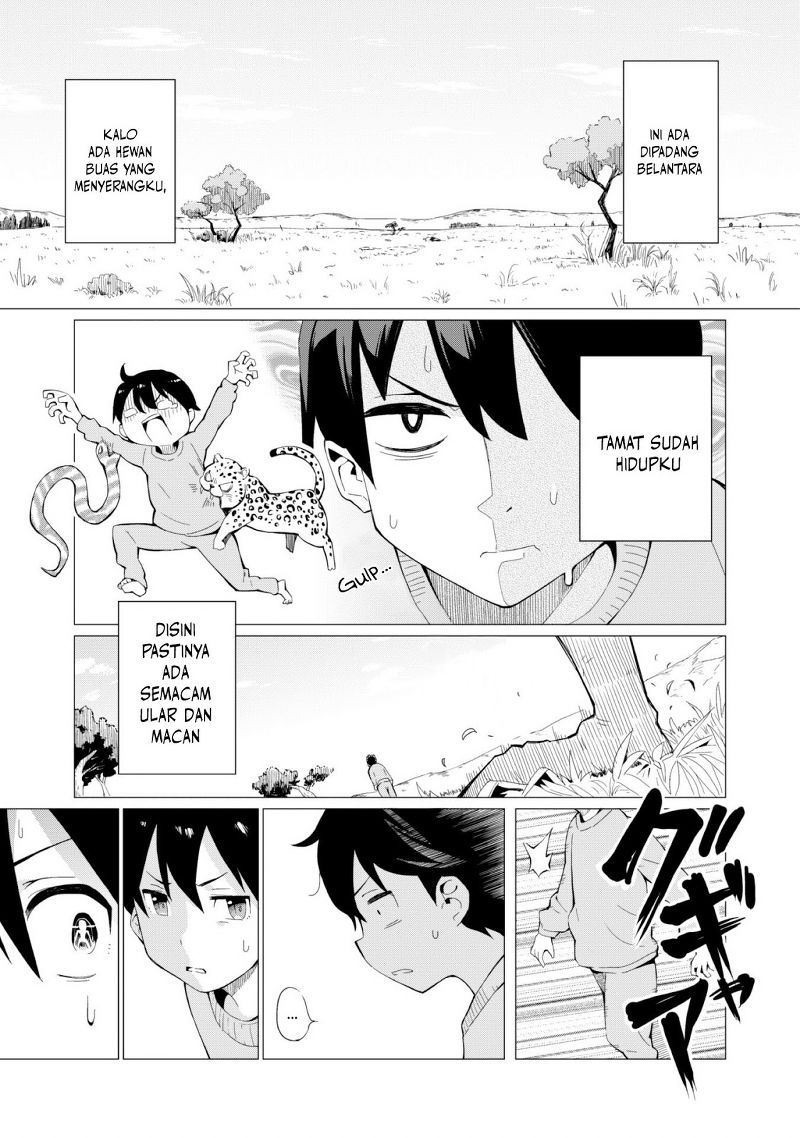 INI ADA
DIPADANG
BELANTARA
KALO
ADA HEWAN
BUAS YANG
MENYERANGKU,
TAMAT SUDAH
HIDUPKU
GULP...
DISINI
PASTINYA
ADA
SEMACAM
ULAR DAN
MACAN
グギャア
...